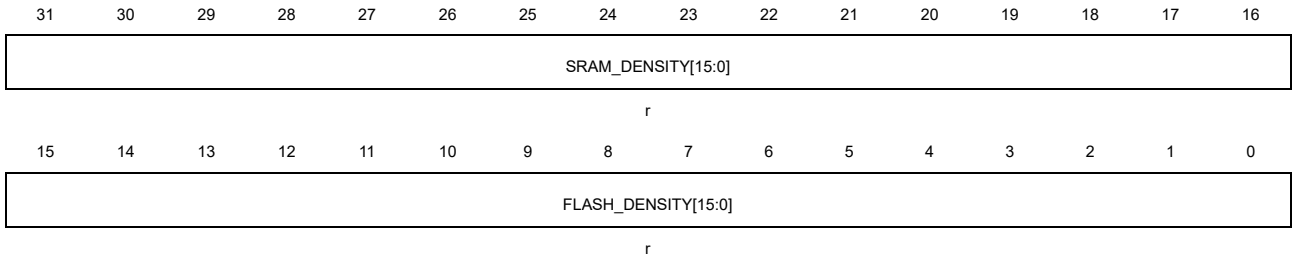 31 30 29 28 27 26 25 24 23 22 21 20 19 18 17 16
SRAM_DENSITY[15:0]
r
15 14 13 12 11 10 9 8 7 6 5 4 3 2 1 0
FLASH_DENSITY[15:0]
r